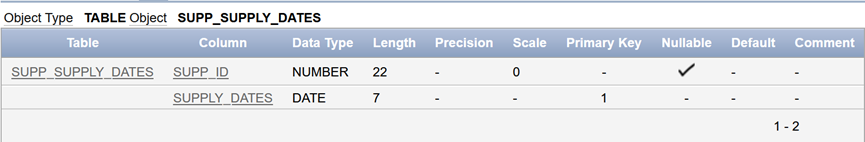 Object Type TABLE Object SUPP_SUPPLY_DATES
Table Column Data Type Length Precision Scale Primary Key Nullable Default Comment
SUPP_SUPPLY_DATES SUPP_ID NUMBER 22 - 0 - ✓ - -
SUPPLY_DATES DATE 7 - - 1 - - -
1 - 2